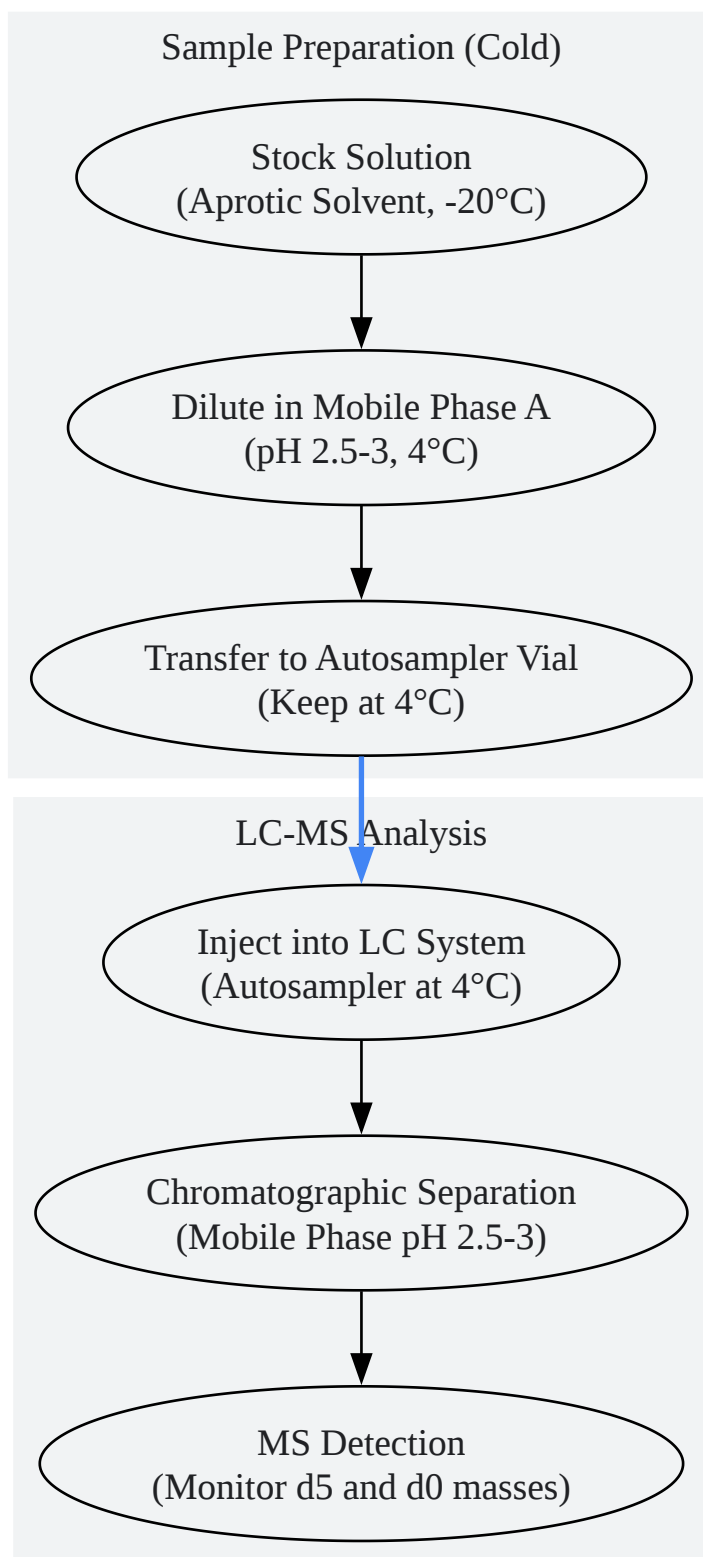 Sample Preparation (Cold)
Stock Solution
(Aprotic Solvent, -20°C)
Dilute in Mobile Phase A
(pH 2.5-3, 4°C)
Transfer to Autosampler Vial
(Keep at 4°C)
LC-MS Analysis
Inject into LC System
(Autosampler at 4°C)
Chromatographic Separation
(Mobile Phase pH 2.5-3)
MS Detection
(Monitor d5 and d0 masses)